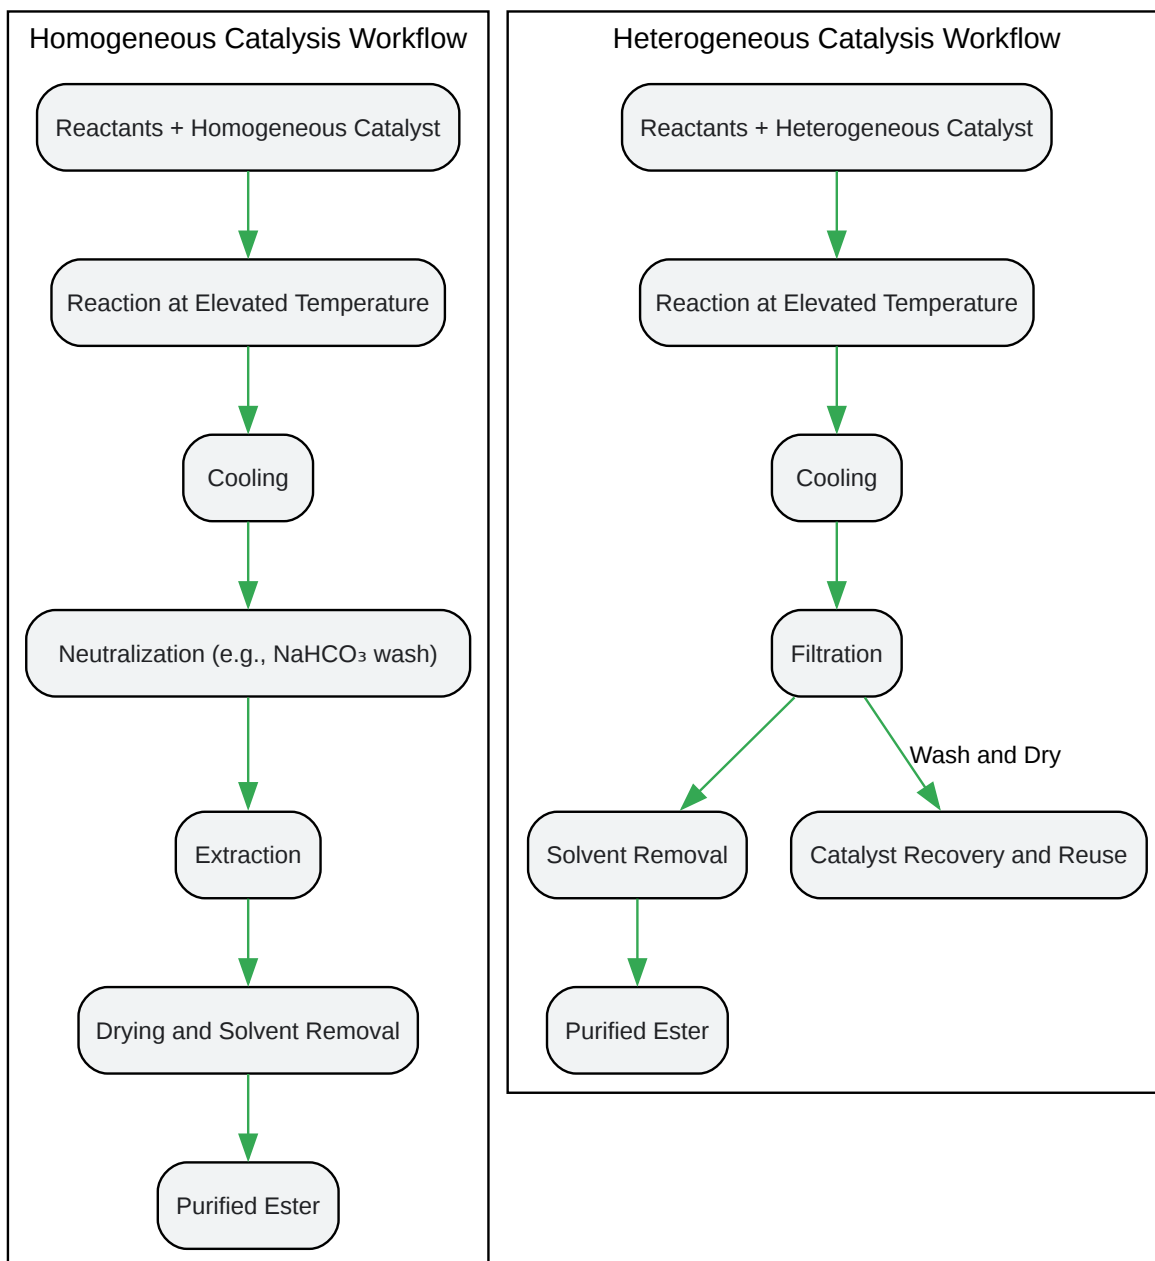 Homogeneous Catalysis Workflow
Reactants + Homogeneous Catalyst
Reaction at Elevated Temperature
Cooling
Neutralization (e.g., NaHCO₃ wash)
Extraction
Drying and Solvent Removal
Purified Ester
Heterogeneous Catalysis Workflow
Reactants + Heterogeneous Catalyst
Reaction at Elevated Temperature
Cooling
Filtration
Wash and Dry
Solvent Removal
Catalyst Recovery and Reuse
Purified Ester